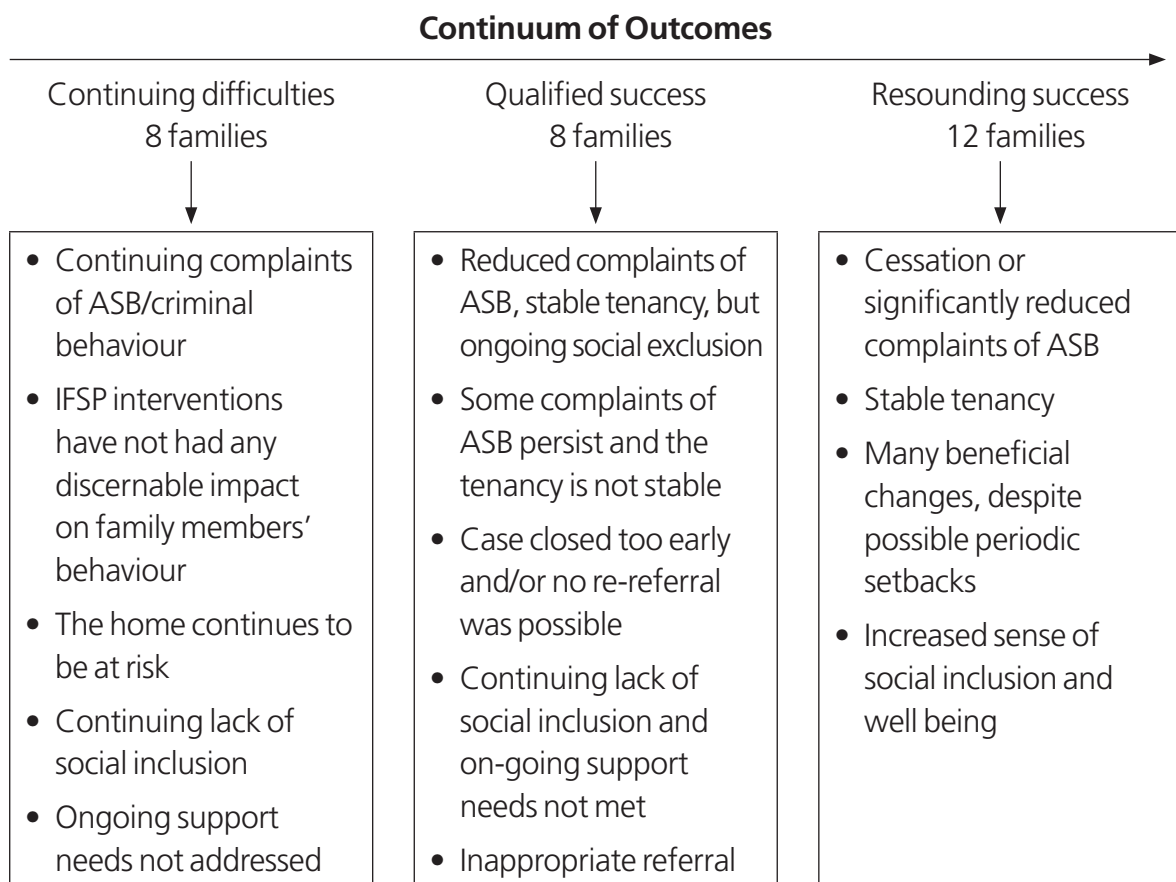 Continuum of Outcomes
Continuing difficulties
8 families
Qualified success
8 families
Resounding success
12 families
• Continuing complaints
of ASB/criminal
behaviour
• IFSP interventions
have not had any
discernable impact
on family members’
behaviour
• The home continues to
be at risk
• Continuing lack of
social inclusion
• Ongoing support
needs not addressed
• Reduced complaints of
ASB, stable tenancy, but
ongoing social exclusion
• Some complaints of
ASB persist and the
tenancy is not stable
• Case closed too early
and/or no re-referral
was possible
• Continuing lack of
social inclusion and
on-going support
needs not met
• Inappropriate referral
• Cessation or
significantly reduced
complaints of ASB
• Stable tenancy
• Many beneficial
changes, despite
possible periodic
setbacks
• Increased sense of
social inclusion and
well being